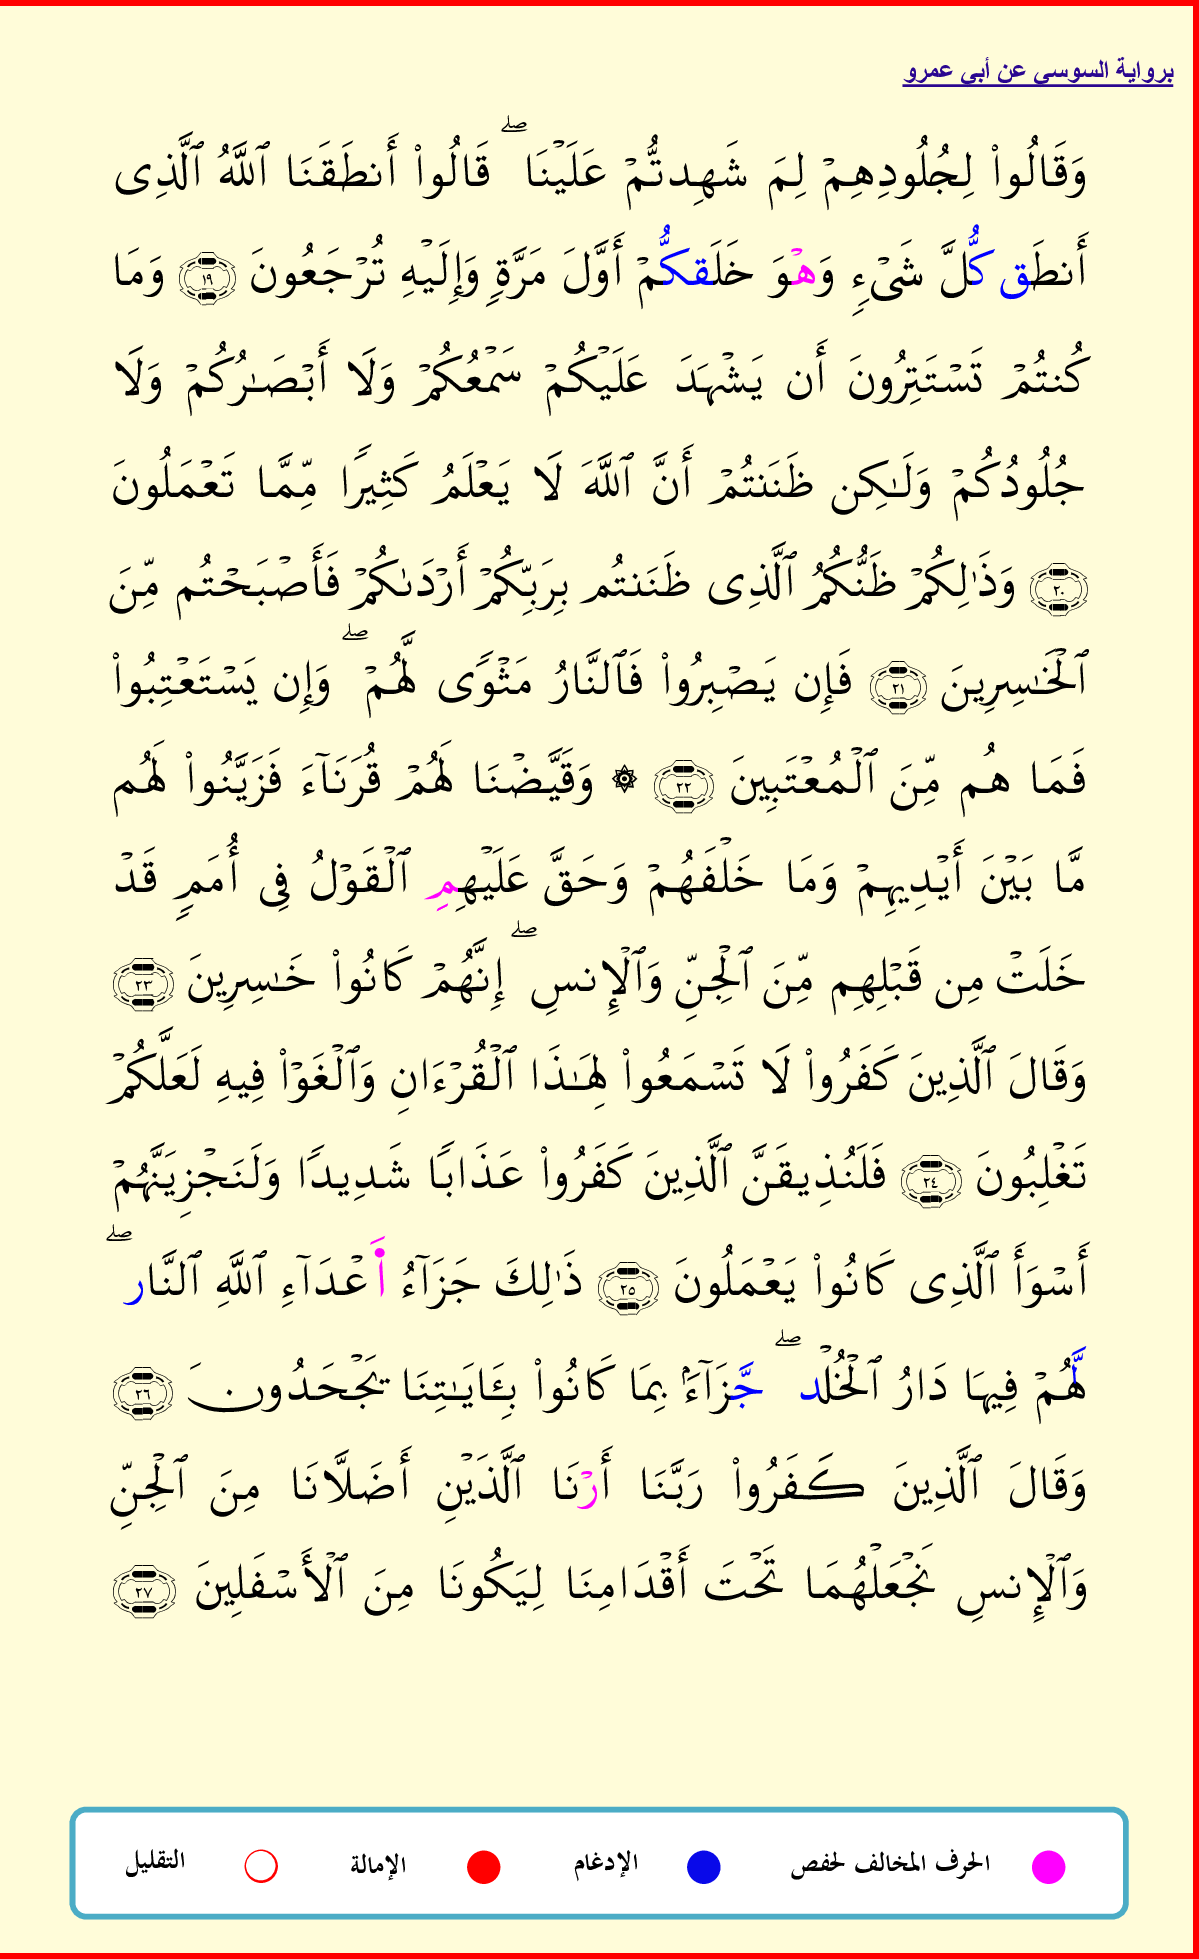 برواية السوسي عن أبي عمرو
وَقَالُوا۟ لِجُلُودِهِمْ لِمَ شَهِدتُّمْ عَلَيْنَا ۖ قَالُوا۟ أَنطَقَنَا ٱللَّهُ ٱلَّذِى
أَنطَق كُّلَّ شَىْءٍ وَهْوَ خَلَقكُّمْ أَوَّلَ مَرَّةٍ وَإِلَيْهِ تُرْجَعُونَ ١٩ وَمَا
كُنتُمْ تَسْتَتِرُونَ أَن يَشْهَدَ عَلَيْكُمْ سَمْعُكُمْ وَلَا أَبْصَـٰرُكُمْ وَلَا
جُلُودُكُمْ وَلَـٰكِن ظَنَنتُمْ أَنَّ ٱللَّهَ لَا يَعْلَمُ كَثِيرًا مِّمَّا تَعْمَلُونَ
٢٠ وَذَٰلِكُمْ ظَنُّكُمُ ٱلَّذِى ظَنَنتُم بِرَبِّكُمْ أَرْدَىٰكُمْ فَأَصْبَحْتُم مِّنَ
ٱلْخَـٰسِرِينَ ٢١ فَإِن يَصْبِرُوا۟ فَٱلنَّارُ مَثْوًى لَّهُمْ ۖ وَإِن يَسْتَعْتِبُوا۟
فَمَا هُم مِّنَ ٱلْمُعْتَبِينَ ٢٢ ۞ وَقَيَّضْنَا لَهُمْ قُرَنَآءَ فَزَيَّنُوا۟ لَهُم
مَّا بَيْنَ أَيْدِيهِمْ وَمَا خَلْفَهُمْ وَحَقَّ عَلَيْهِمِ ٱلْقَوْلُ فِى أُمَمٍ قَدْ
خَلَتْ مِن قَبْلِهِم مِّنَ ٱلْجِنِّ وَٱلْإِنسِ ۖ إِنَّهُمْ كَانُوا۟ خَـٰسِرِينَ ٢٣
وَقَالَ ٱلَّذِينَ كَفَرُوا۟ لَا تَسْمَعُوا۟ لِهَـٰذَا ٱلْقُرْءَانِ وَٱلْغَوْا۟ فِيهِ لَعَلَّكُمْ
تَغْلِبُونَ ٢٤ فَلَنُذِيقَنَّ ٱلَّذِينَ كَفَرُوا۟ عَذَابًا شَدِيدًا وَلَنَجْزِيَنَّهُمْ
أَسْوَأَ ٱلَّذِى كَانُوا۟ يَعْمَلُونَ ٢٥ ذَٰلِكَ جَزَآءُ أَ۬عْدَآءِ ٱللَّهِ ٱلنَّار ۖ
لَّهُمْ فِيهَا دَارُ ٱلْخُلْد ۖ جَّزَآءًۢ بِمَا كَانُوا۟ بِـَٔايَـٰتِنَا يَجْحَدُونَ ٢٦
وَقَالَ ٱلَّذِينَ كَفَرُوا۟ رَبَّنَا أَرْنَا ٱلَّذَيْنِ أَضَلَّانَا مِنَ ٱلْجِنِّ
وَٱلْإِنسِ نَجْعَلْهُمَا تَحْتَ أَقْدَامِنَا لِيَكُونَا مِنَ ٱلْأَسْفَلِينَ ٢٧
الحرف المخالف لحفص الإدغام الإمالة التقليل